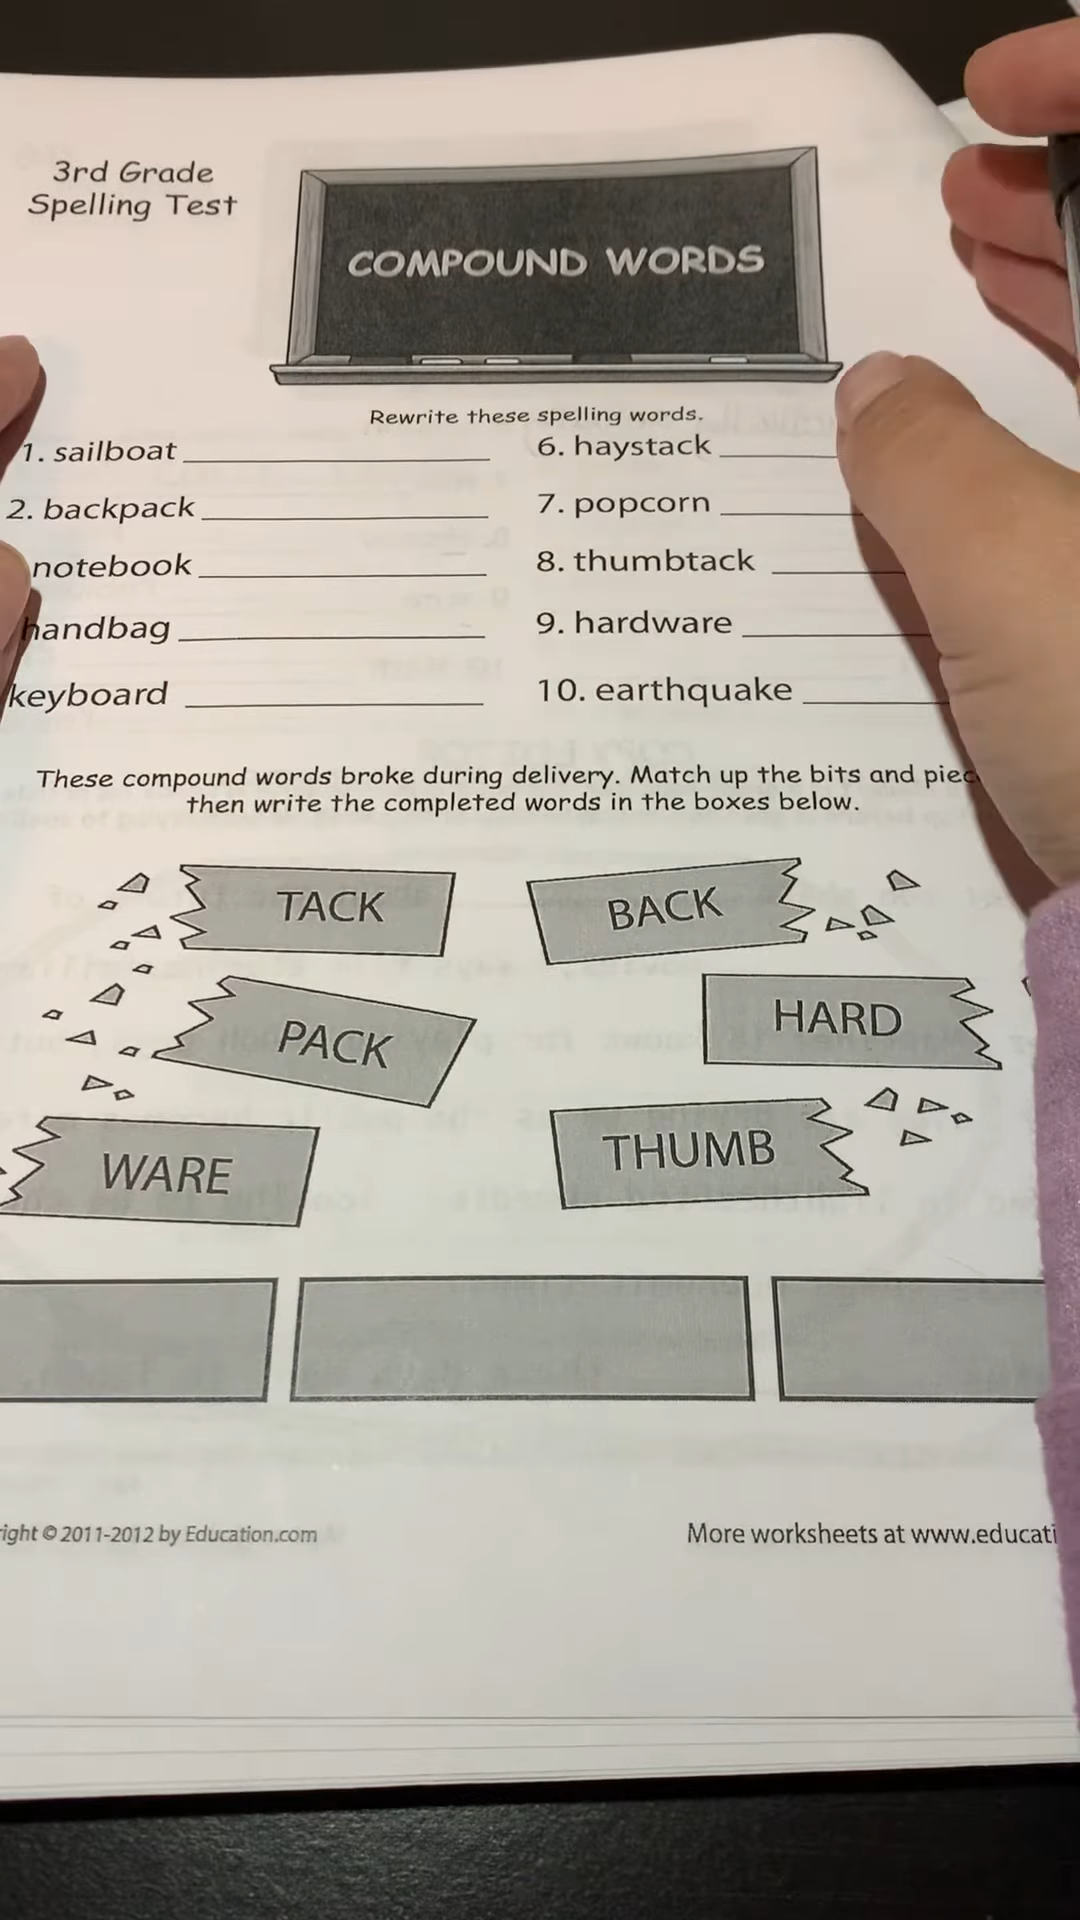 3rd Grade
Spelling Test
COMPOUND WORDS
Rewrite these spelling words.
1. sailboat
2. backpack
notebook
handbag
keyboard
6. haystack
7. popcorn
8. thumbtack
9. hardware
10. earthquake
These compound words broke during delivery. Match up the bits and piec
then write the completed words in the boxes below.
TACK
BACK
PACK
HARD
WARE
THUMB
right © 2011-2012 by Education.com
More worksheets at www.educati